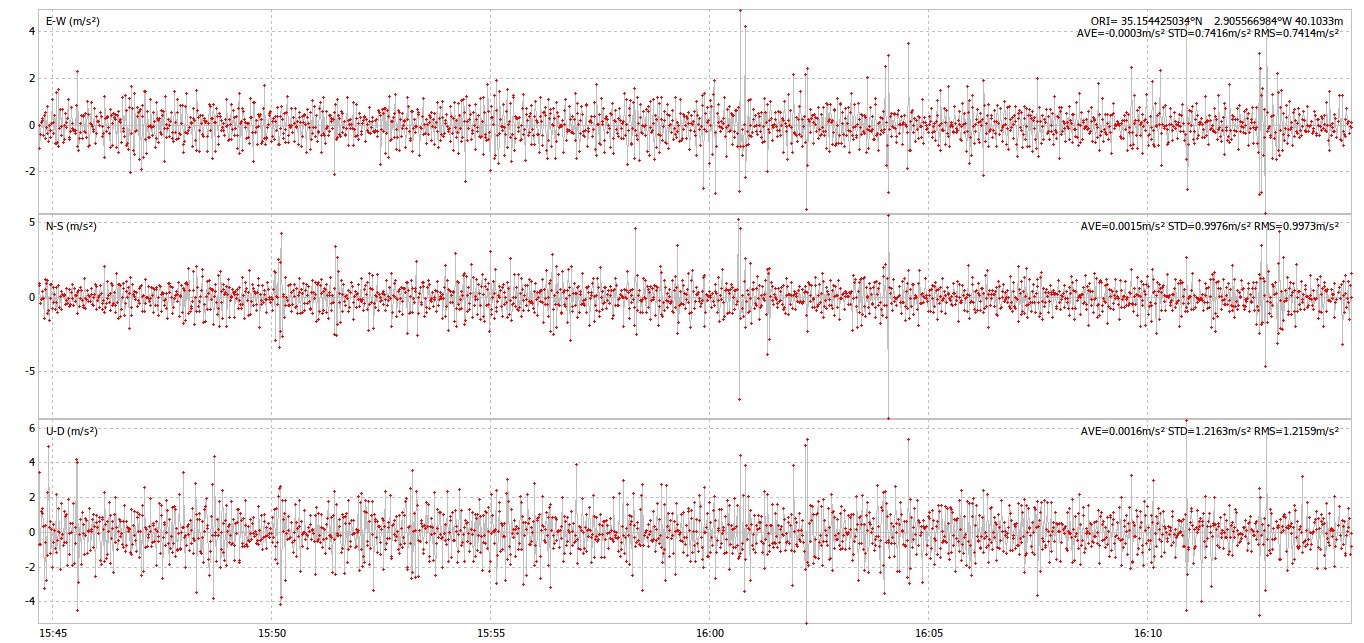 E-W (m/s²)
ORI= 35.154425034°N 2.905566984°W 40.1033m
AVE=-0.0003m/s² STD=0.7416m/s² RMS=0.7414m/s²
4
2
0
-2
N-S (m/s²)
AVE=0.0015m/s² STD=0.9976m/s² RMS=0.9973m/s²
5
0
-5
U-D (m/s²)
AVE=0.0016m/s² STD=1.2163m/s² RMS=1.2159m/s²
6
4
2
0
-2
-4
15:45 15:50 15:55 16:00 16:05 16:10